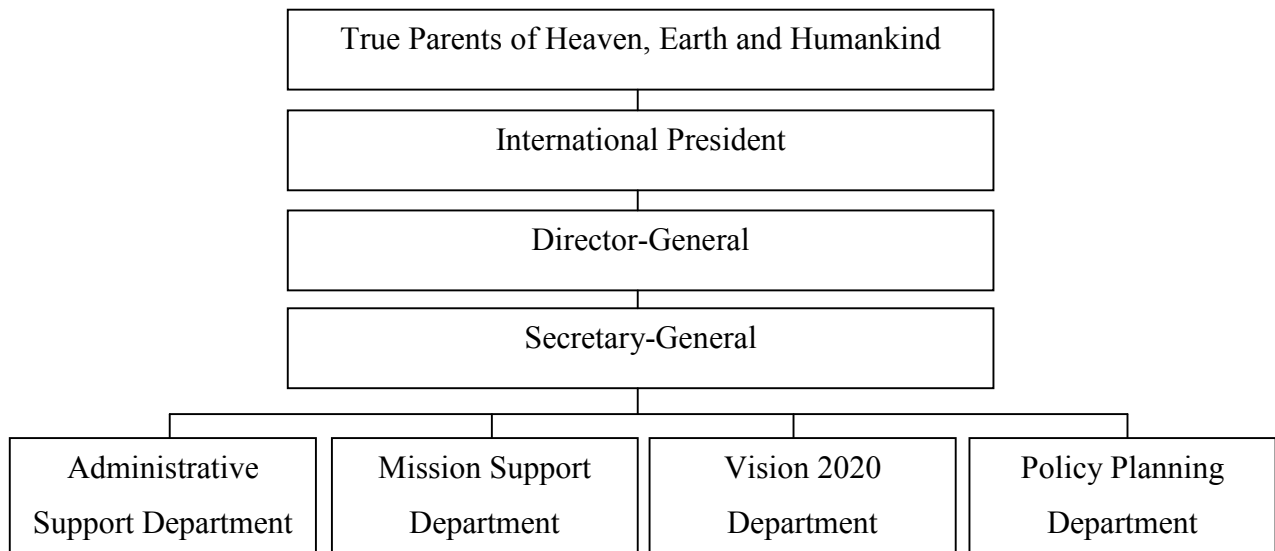 True Parents of Heaven, Earth and Humankind
International President
Director-General
Secretary-General
Administrative
Support Department
Mission Support
Department
Vision 2020
Department
Policy Planning
Department